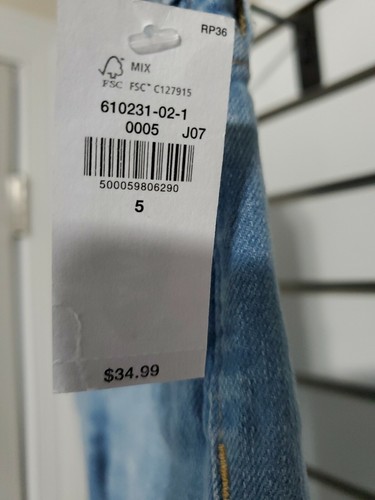 RP36
MIX
FSC FSC™ C127915
610231-02-1
0005 J07
500059806290
5
$34.99